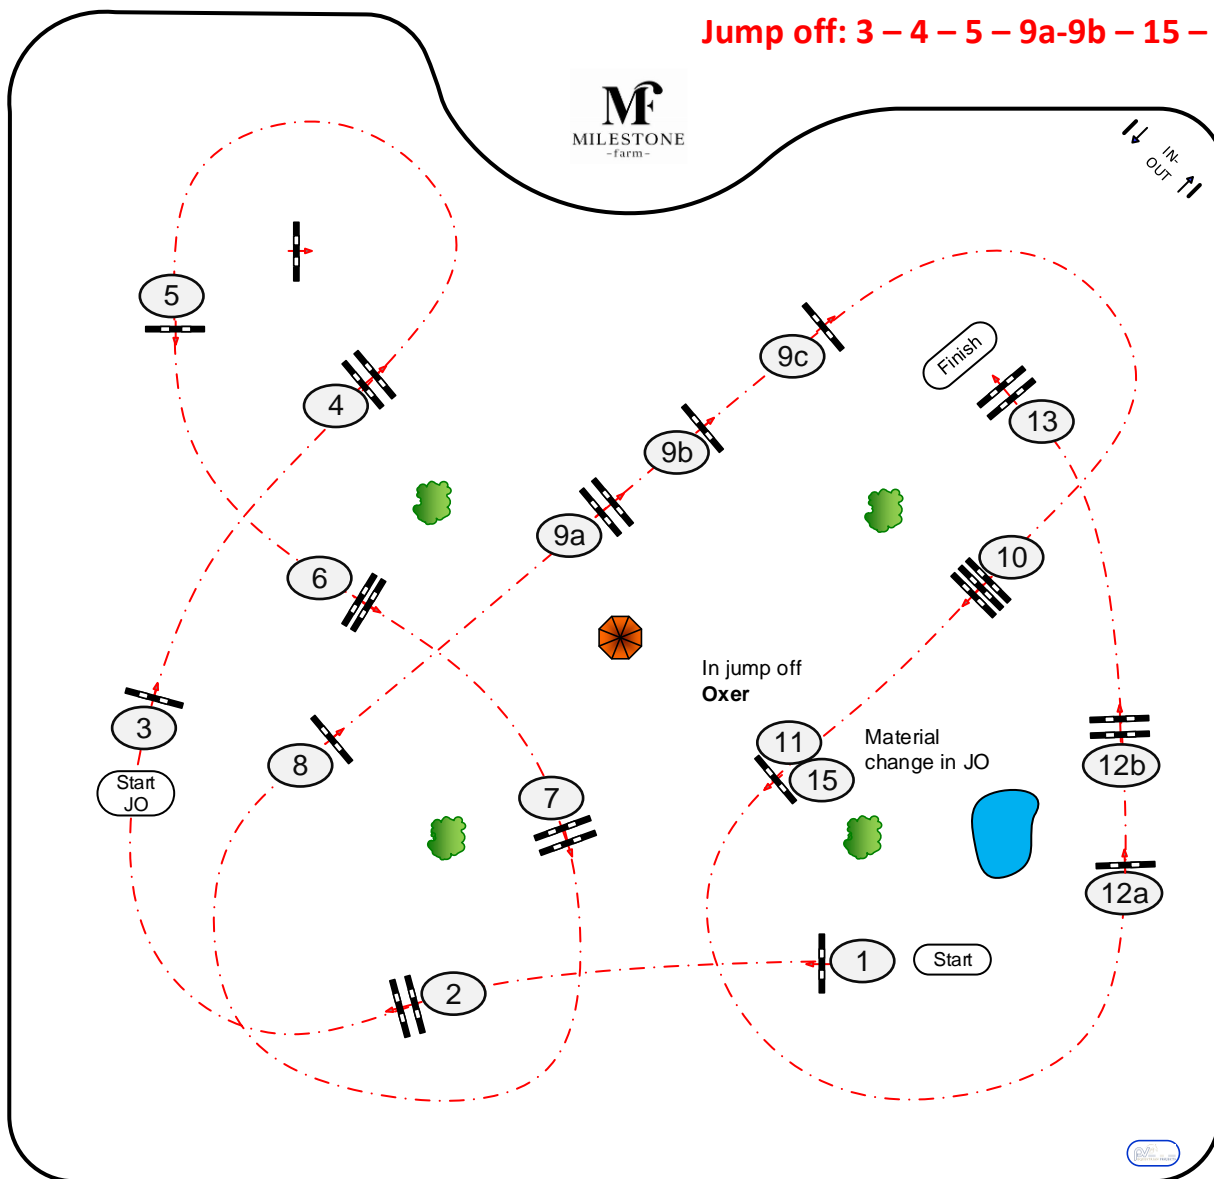 Jump off: 3 – 4 – 5 – 9a-9b – 15 –
MF
MILESTONE
-farm-
IN-
OUT
5
4
9c
Finish
13
9b
9a
10
6
In jump off
Oxer
3
11
Material
change in JO
15
12b
8
Start
JO
7
12a
1
Start
2